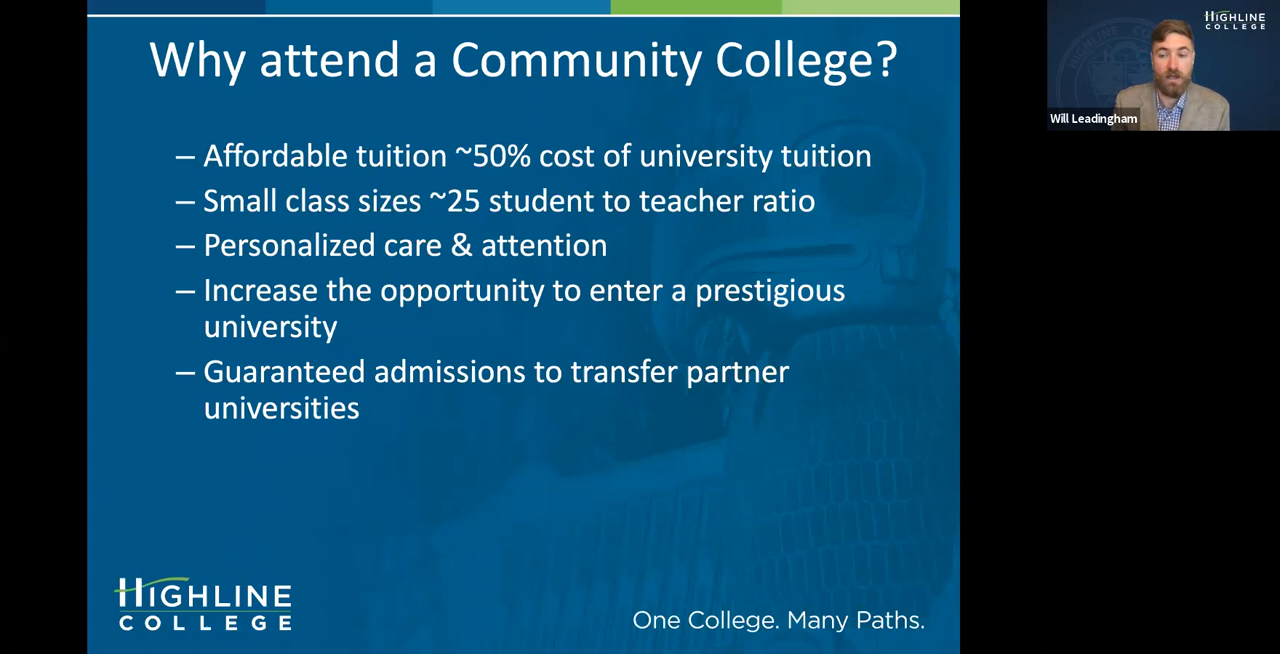 Why attend a Community College?
– Affordable tuition ~50% cost of university tuition
– Small class sizes ~25 student to teacher ratio
– Personalized care & attention
– Increase the opportunity to enter a prestigious
university
– Guaranteed admissions to transfer partner
universities
HIGHLINE
COLLEGE
One College. Many Paths.
HIGHLINE
COLLEGE
Will Leadingham